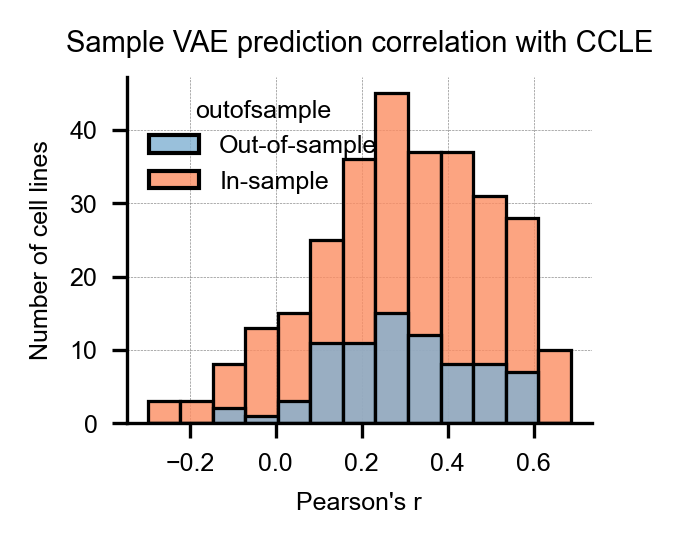 Sample VAE prediction correlation with CCLE
outofsample
Out-of-sample
In-sample
Number of cell lines
40
30
20
10
0
−0.2 0.0 0.2 0.4 0.6
Pearson's r